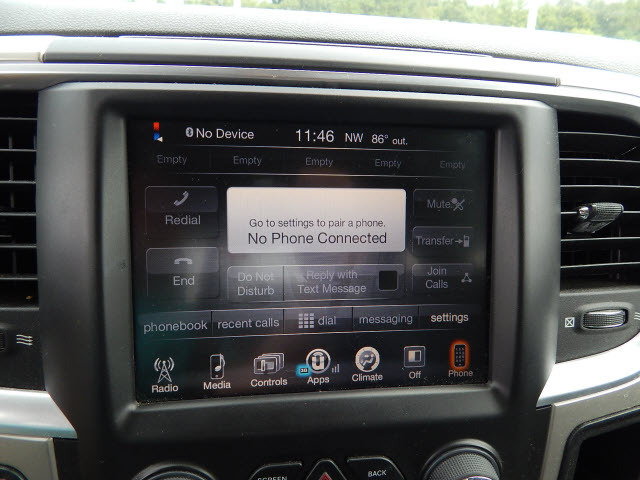 No Device 11:46 NW 86° out.
Empty Empty Empty Empty Empty
Redial
Go to settings to pair a phone.
No Phone Connected
Mute
Transfer
End
Do Not
Disturb
Reply with
Text Message
Join
Calls
phonebook recent calls dial messaging settings
Radio Media Controls 3G Apps Climate Off Phone
SCREEN BACK